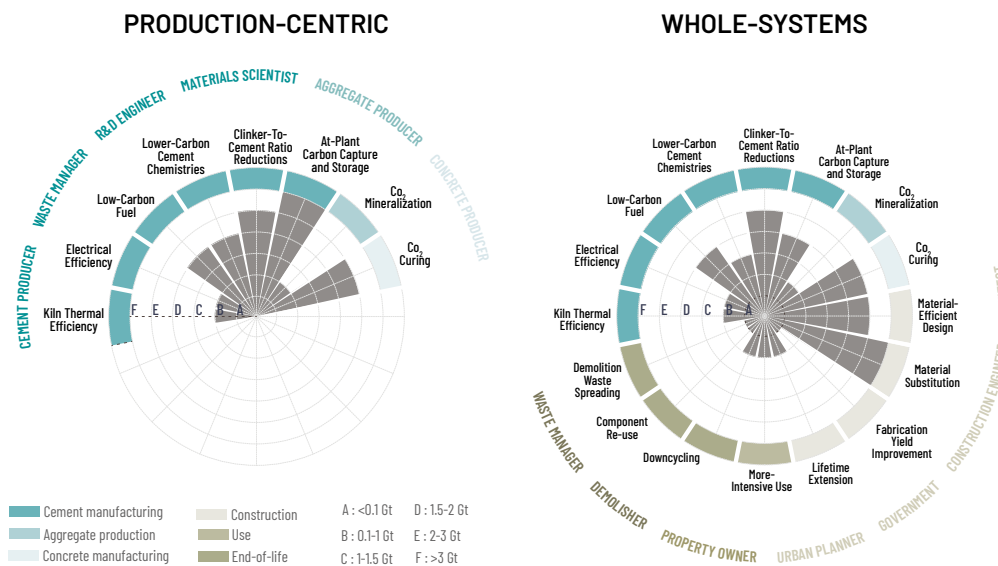 PRODUCTION-CENTRIC
CEMENT PRODUCER
WASTE MANAGER
R&D ENGINEER
MATERIALS SCIENTIST
AGGREGATE PRODUCER
CONCRETE PRODUCER
Kiln Thermal
Efficiency
Electrical
Efficiency
Low-Carbon
Fuel
Lower-Carbon
Cement
Chemistries
Clinker-To-
Cement Ratio
Reductions
At-Plant
Carbon Capture
and Storage
Co2
Mineralization
Co2
Curing
F E D C B A
WHOLE-SYSTEMS
Kiln Thermal
Efficiency
Electrical
Efficiency
Low-Carbon
Fuel
Lower-Carbon
Cement
Chemistries
Clinker-To-
Cement Ratio
Reductions
At-Plant
Carbon Capture
and Storage
Co2
Mineralization
Co2
Curing
Material-
Efficient
Design
Material
Substitution
Fabrication
Yield
Improvement
Lifetime
Extension
More-
Intensive Use
Downcycling
Component
Re-use
Demolition
Waste
Spreading
F E D C B A
WASTE MANAGER
DEMOLISHER
PROPERTY OWNER
URBAN PLANNER
GOVERNMENT
CONSTRUCTION
Cement manufacturing
Aggregate production
Concrete manufacturing
Construction
Use
End-of-life
A : <0.1 Gt
B : 0.1-1 Gt
C : 1-1.5 Gt
D : 1.5-2 Gt
E : 2-3 Gt
F : >3 Gt